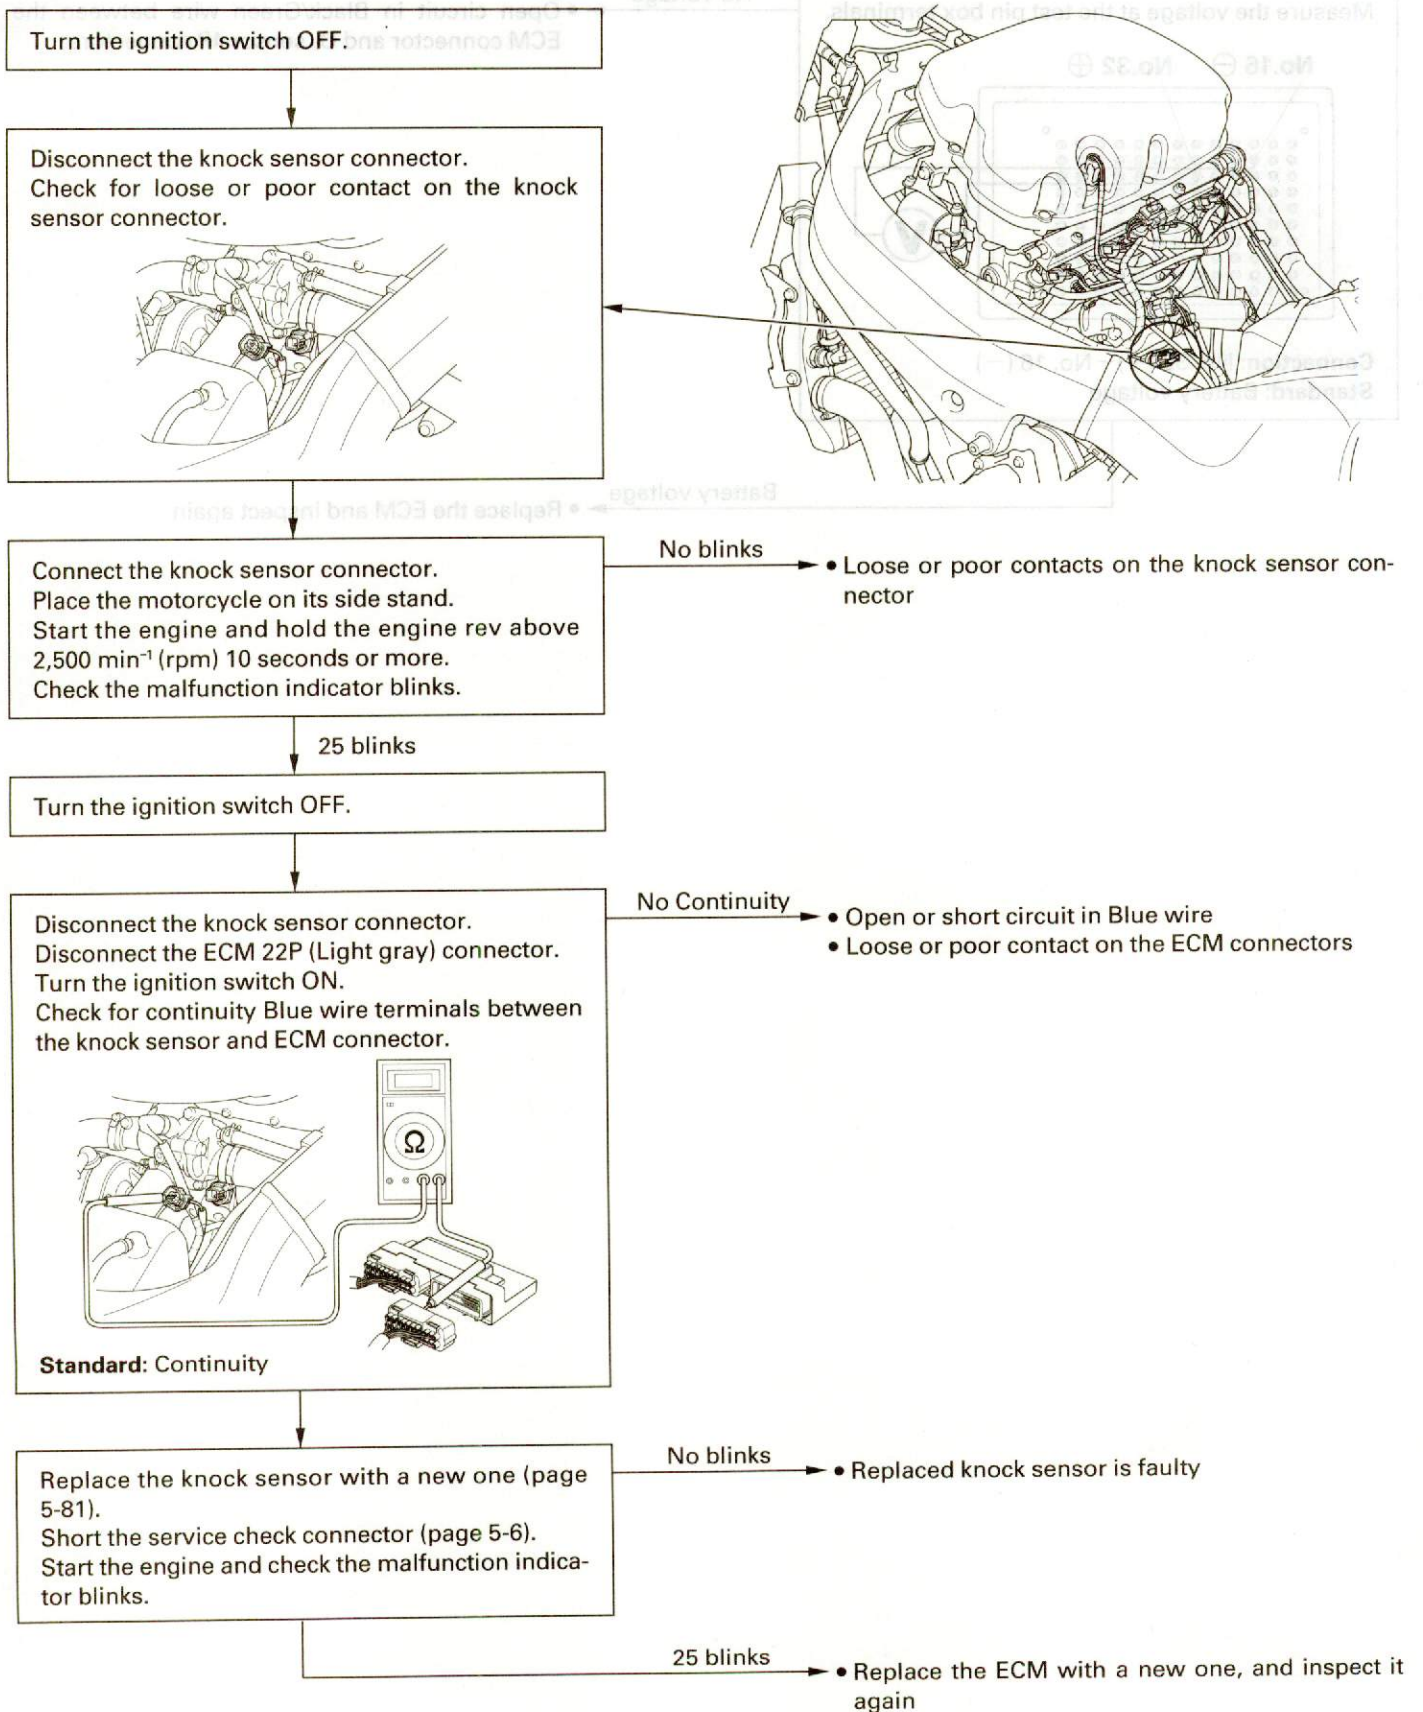 Turn the ignition switch OFF.
Disconnect the knock sensor connector.
Check for loose or poor contact on the knock
sensor connector.
Connect the knock sensor connector.
Place the motorcycle on its side stand.
Start the engine and hold the engine rev above
2,500 min⁻¹ (rpm) 10 seconds or more.
Check the malfunction indicator blinks.
No blinks
• Loose or poor contacts on the knock sensor con-
nector
25 blinks
Turn the ignition switch OFF.
Disconnect the knock sensor connector.
Disconnect the ECM 22P (Light gray) connector.
Turn the ignition switch ON.
Check for continuity Blue wire terminals between
the knock sensor and ECM connector.
Ω
Standard: Continuity
No Continuity
• Open or short circuit in Blue wire
• Loose or poor contact on the ECM connectors
Replace the knock sensor with a new one (page
5-81).
Short the service check connector (page 5-6).
Start the engine and check the malfunction indica-
tor blinks.
No blinks
• Replaced knock sensor is faulty
25 blinks
• Replace the ECM with a new one, and inspect it
again